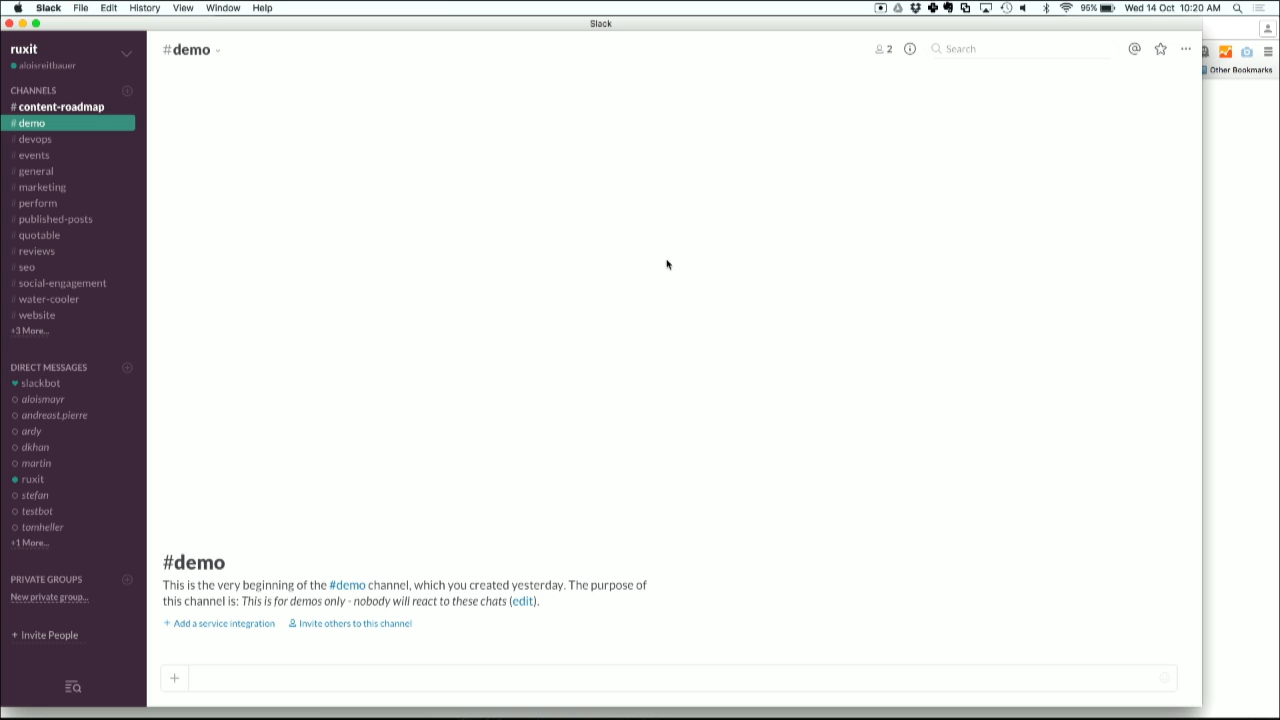 Slack File Edit History View Window Help 96% Wed 14 Oct 10:20 AM
Slack
ruxit
aloisreitbauer
#demo
2
Search
Other Bookmarks
CHANNELS
# content-roadmap
# demo
# devops
# events
# general
# marketing
# perform
# published-posts
# quotable
# reviews
# seo
# social-engagement
# water-cooler
# website
+3 More...
DIRECT MESSAGES
slackbot
aloismayr
andreast.pierre
ardy
dkhan
martin
ruxit
stefan
testbot
tomheller
+1 More...
PRIVATE GROUPS
New private group...
+ Invite People
#demo
This is the very beginning of the #demo channel, which you created yesterday. The purpose of
this channel is: This is for demos only - nobody will react to these chats (edit).
+ Add a service integration Invite others to this channel